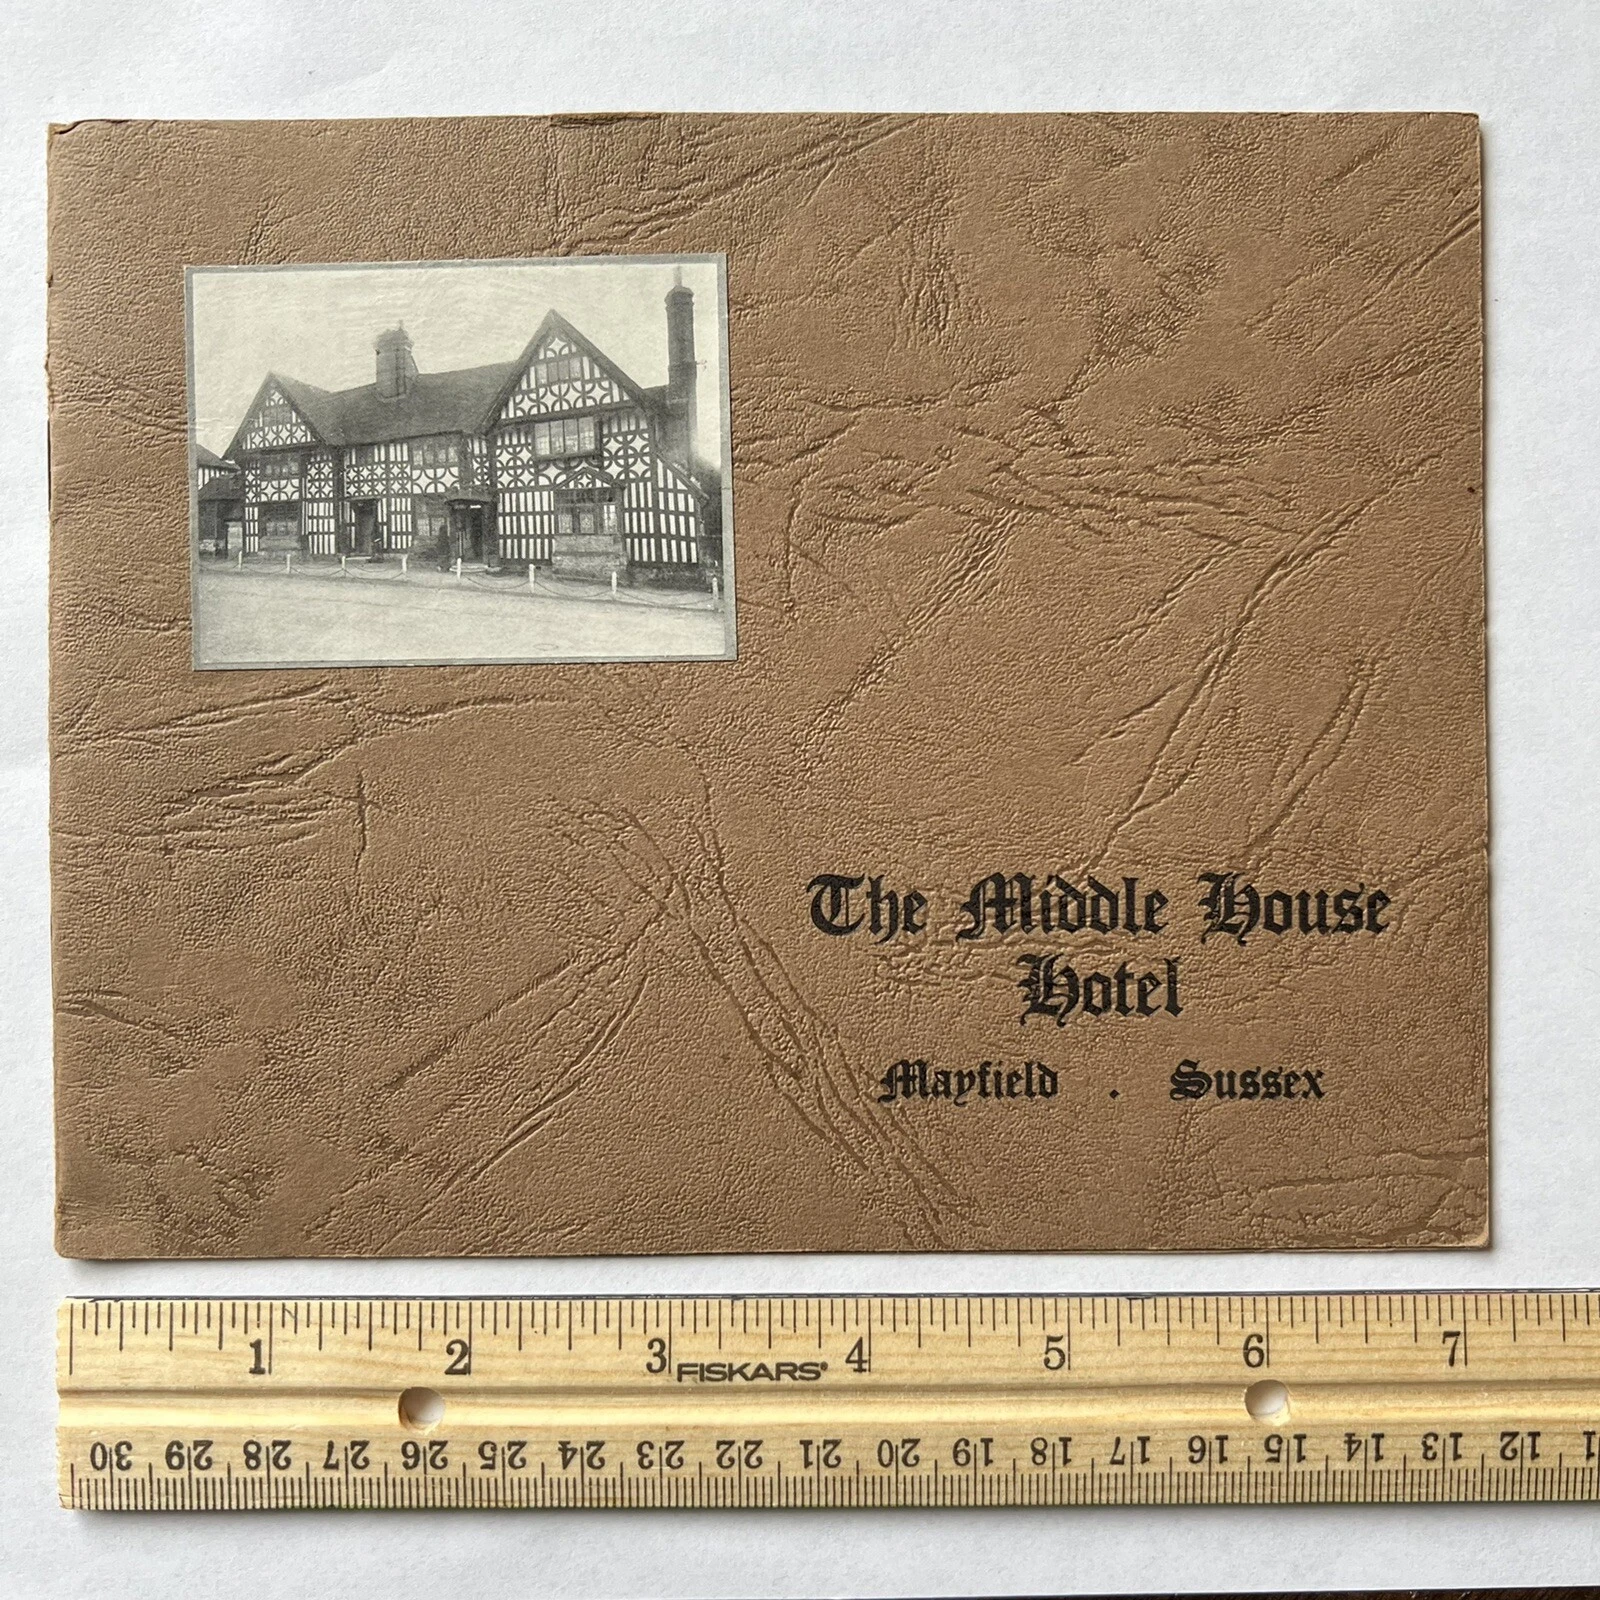 The Middle House
Hotel
Mayfield . Sussex
1 2 3 4 5 6 7
FISKARS®
30 29 28 27 26 25 24 23 22 21 20 19 18 17 16 15 14 13 12